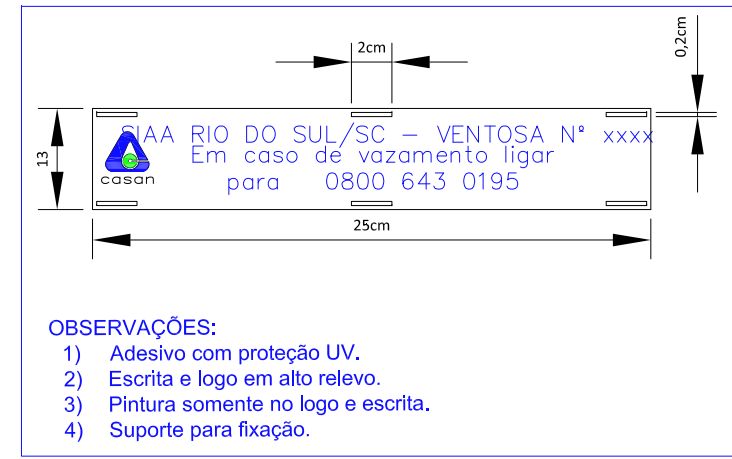 2cm
0,2cm
SIAA RIO DO SUL/SC – VENTOSA Nº xxxx
Em caso de vazamento ligar
para 0800 643 0195
casan
13
25cm
OBSERVAÇÕES:
1) Adesivo com proteção UV.
2) Escrita e logo em alto relevo.
3) Pintura somente no logo e escrita.
4) Suporte para fixação.